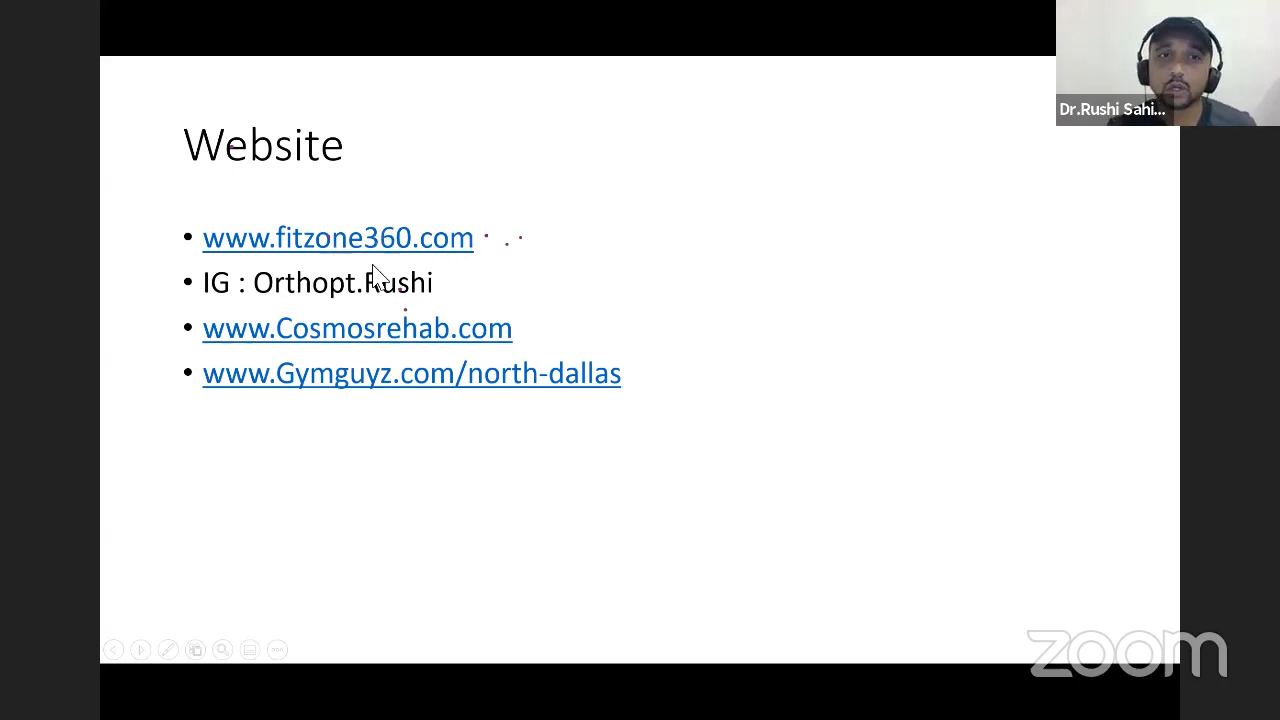 Dr.Rushi Sahi...
Website
• www.fitzone360.com
• IG : Orthopt.Rushi
• www.Cosmosrehab.com
• www.Gymguyz.com/north-dallas
zoom